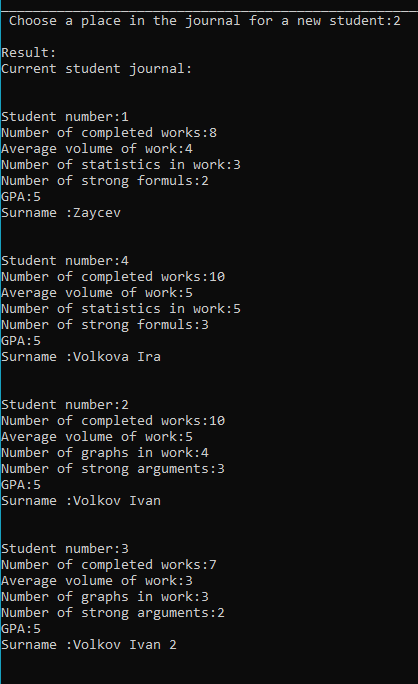 Choose a place in the journal for a new student:2
Result:
Current student journal:
Student number:1
Number of completed works:8
Average volume of work:4
Number of statistics in work:3
Number of strong formuls:2
GPA:5
Surname :Zaycev
Student number:4
Number of completed works:10
Average volume of work:5
Number of statistics in work:5
Number of strong formuls:3
GPA:5
Surname :Volkova Ira
Student number:2
Number of completed works:10
Average volume of work:5
Number of graphs in work:4
Number of strong arguments:3
GPA:5
Surname :Volkov Ivan
Student number:3
Number of completed works:7
Average volume of work:3
Number of graphs in work:3
Number of strong arguments:2
GPA:5
Surname :Volkov Ivan 2